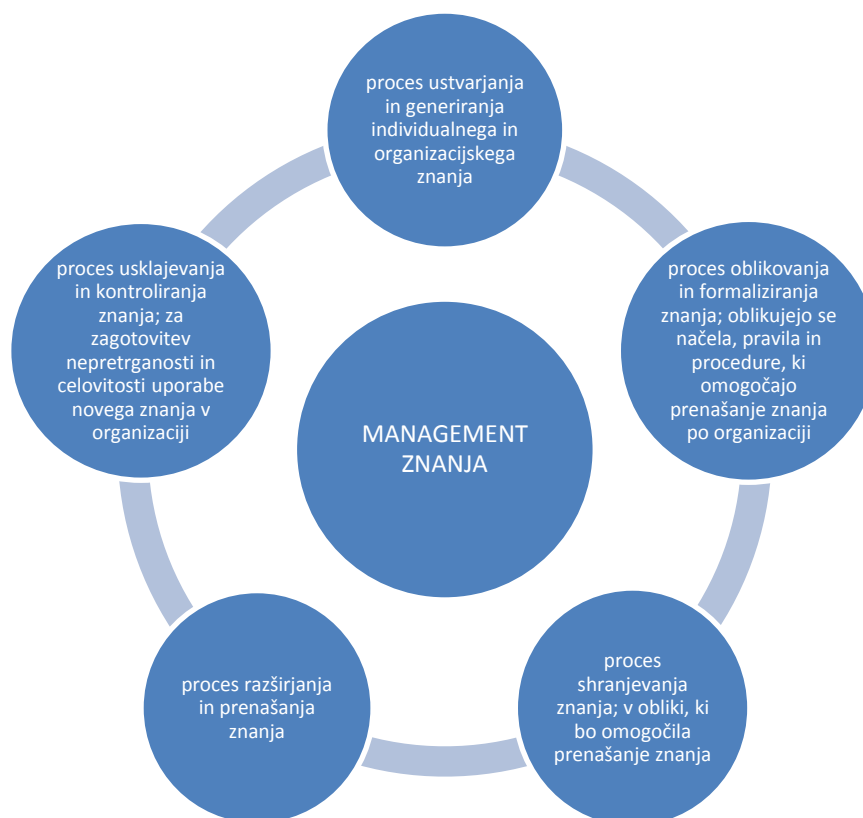 proces ustvarjanja
in generiranja
individualnega in
organizacijskega
znanja
proces oblikovanja
in formaliziranja
znanja; oblikujejo se
načela, pravila in
procedure, ki
omogočajo
prenašanje znanja
po organizaciji
proces
shranjevanja
znanja; v obliki, ki
bo omogočila
prenašanje znanja
proces razširjanja
in prenašanja
znanja
proces usklajevanja
in kontroliranja
znanja; za
zagotovitev
nepretrganosti in
celovitosti uporabe
novega znanja v
organizaciji
MANAGEMENT
ZNANJA